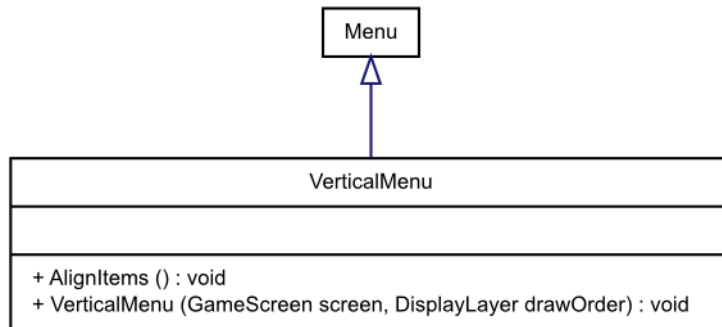 Menu
VerticalMenu
+ AlignItems () : void
+ VerticalMenu (GameScreen screen, DisplayLayer drawOrder) : void